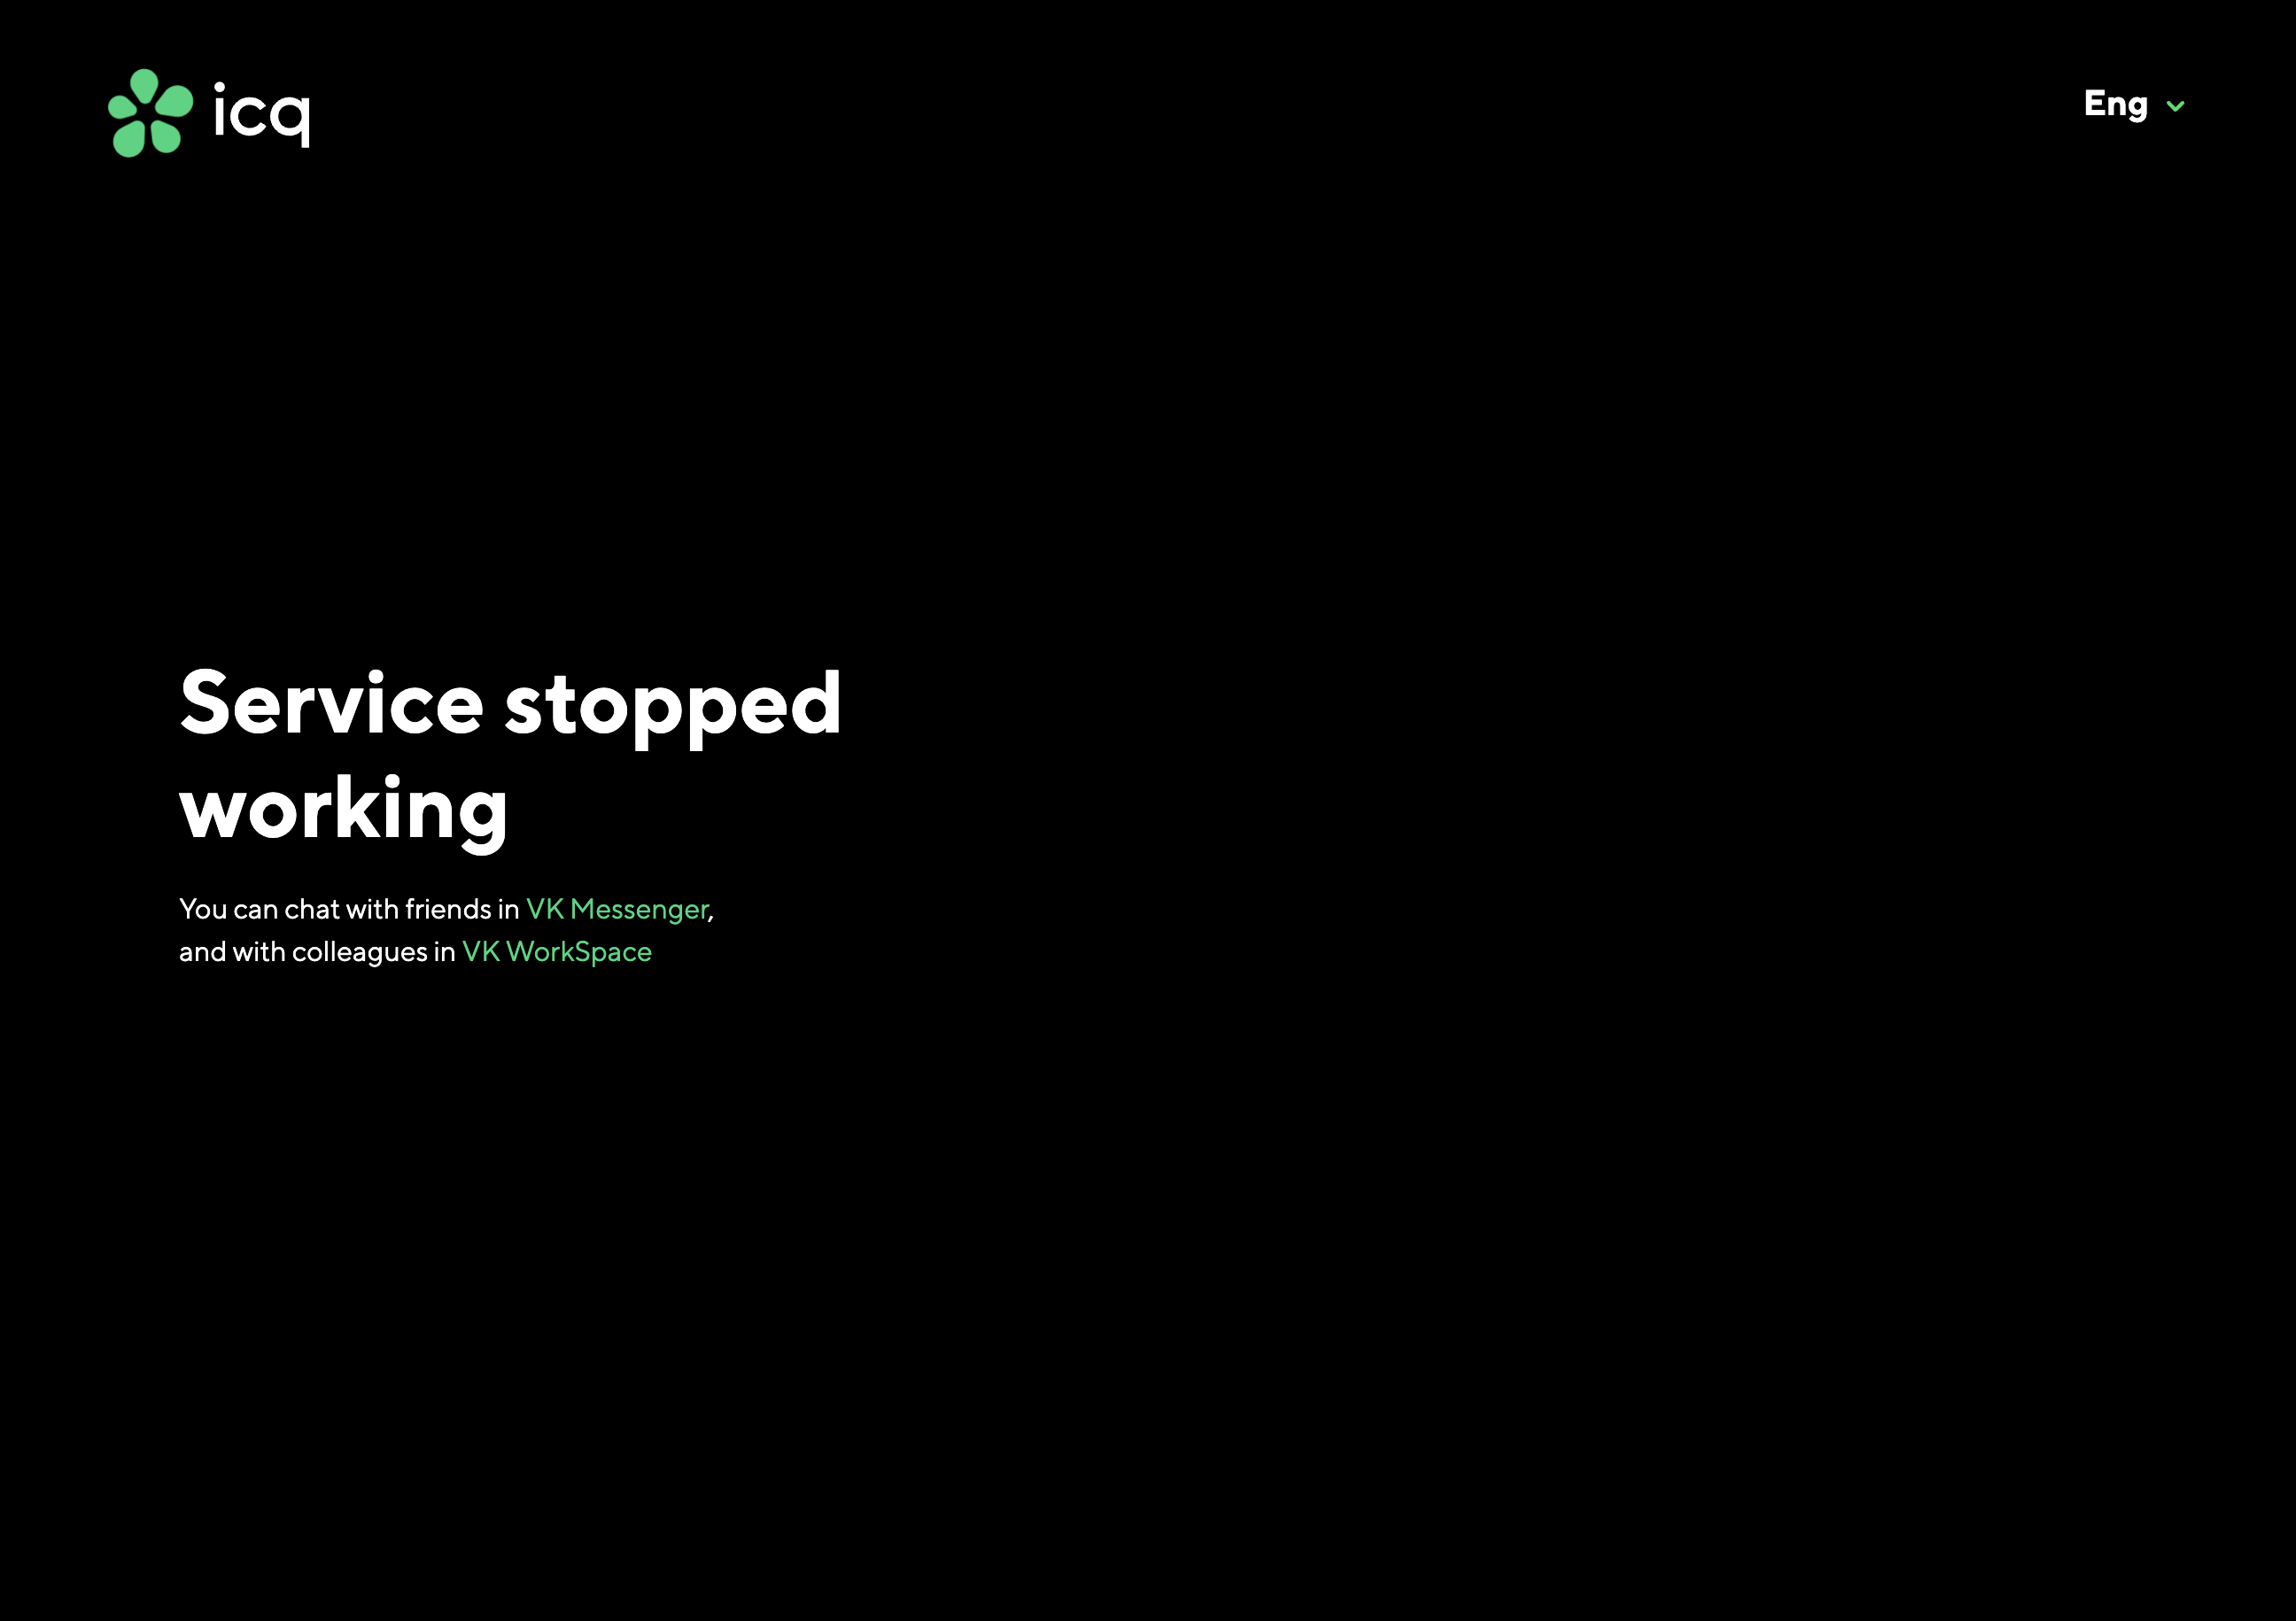 icq
Eng
Service stopped
working
You can chat with friends in VK Messenger,
and with colleagues in VK WorkSpace